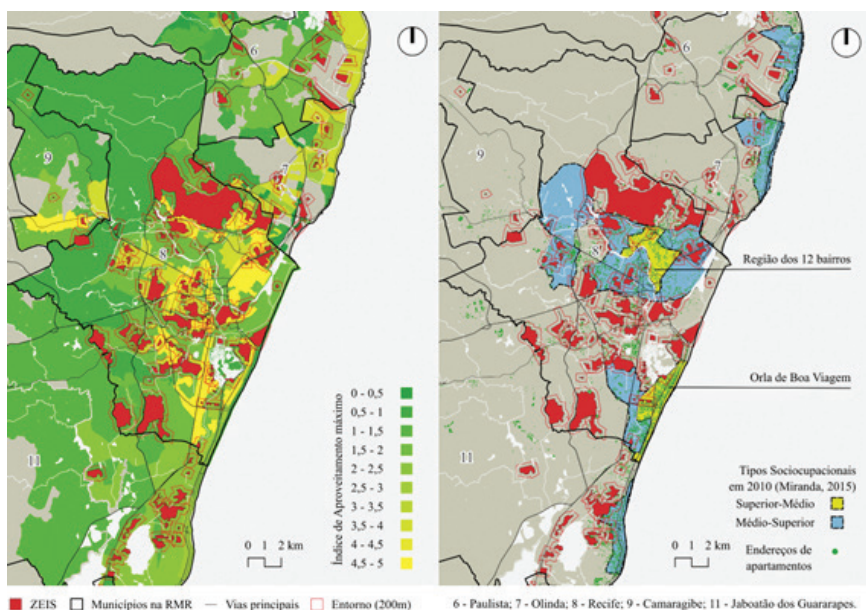 6
9
7
8
11
Índice de Aproveitamento máximo
0 - 0,5
0,5 - 1
1 - 1,5
1,5 - 2
2 - 2,5
2,5 - 3
3 - 3,5
3,5 - 4
4 - 4,5
4,5 - 5
0 1 2 km
6
9
7
8
11
Região dos 12 bairros
Orla de Boa Viagem
Tipos Sociocupacionais
em 2010 (Miranda, 2015)
Superior-Médio
Médio-Superior
Endereços de
apartamentos
0 1 2 km
ZEIS Municípios na RMR Vias principais Entorno (200m) 6 - Paulista; 7 - Olinda; 8 - Recife; 9 - Camaragibe; 11 - Jaboatão dos Guararapes.